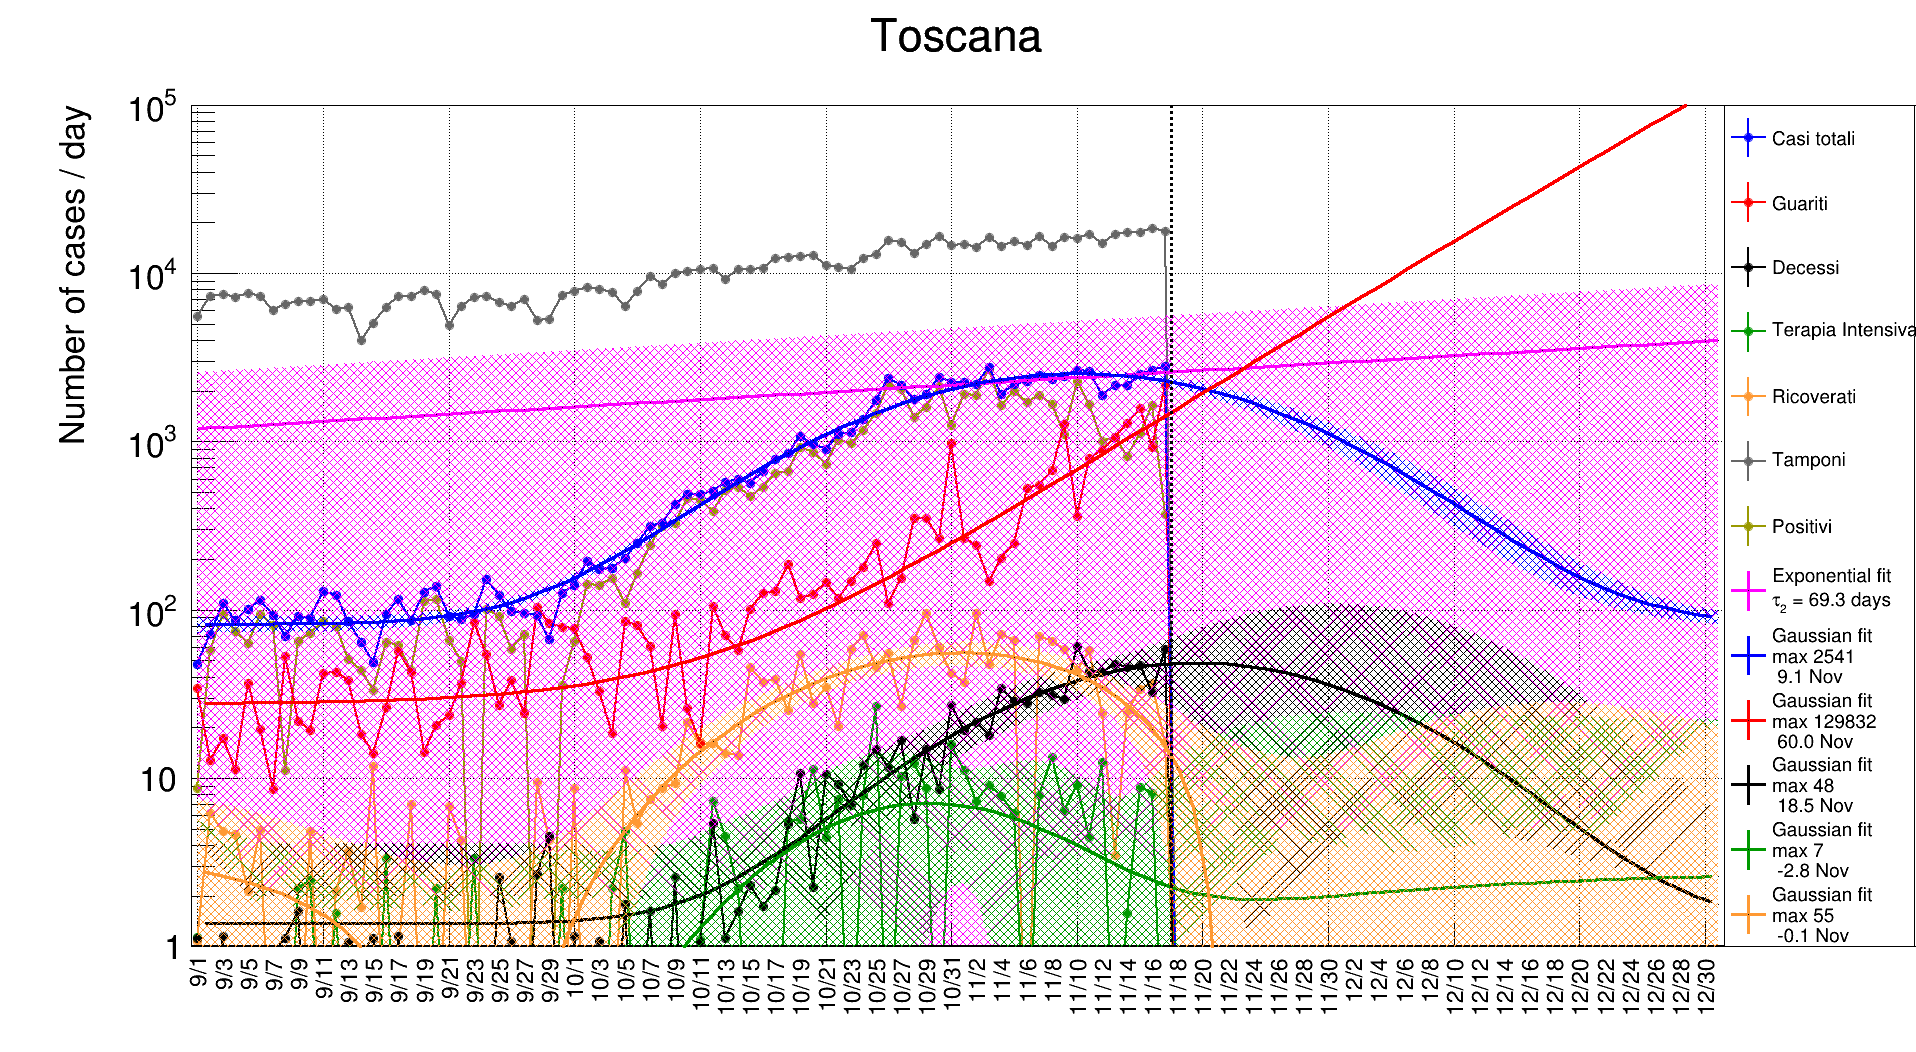 Toscana
Number of cases / day
10^5
10^4
10^3
10^2
10
1
9/1 9/3 9/5 9/7 9/9 9/11 9/13 9/15 9/17 9/19 9/21 9/23 9/25 9/27 9/29 10/1 10/3 10/5 10/7 10/9 10/11 10/13 10/15 10/17 10/19 10/21 10/23 10/25 10/27 10/29 10/31 11/2 11/4 11/6 11/8 11/10 11/12 11/14 11/16 11/18 11/20 11/22 11/24 11/26 11/28 11/30 12/2 12/4 12/6 12/8 12/10 12/12 12/14 12/16 12/18 12/20 12/22 12/24 12/26 12/28 12/30
Casi totali
Guariti
Decessi
Terapia Intensiva
Ricoverati
Tamponi
Positivi
Exponential fit
τ2 = 69.3 days
Gaussian fit
max 2541
9.1 Nov
Gaussian fit
max 129832
60.0 Nov
Gaussian fit
max 48
18.5 Nov
Gaussian fit
max 7
-2.8 Nov
Gaussian fit
max 55
-0.1 Nov